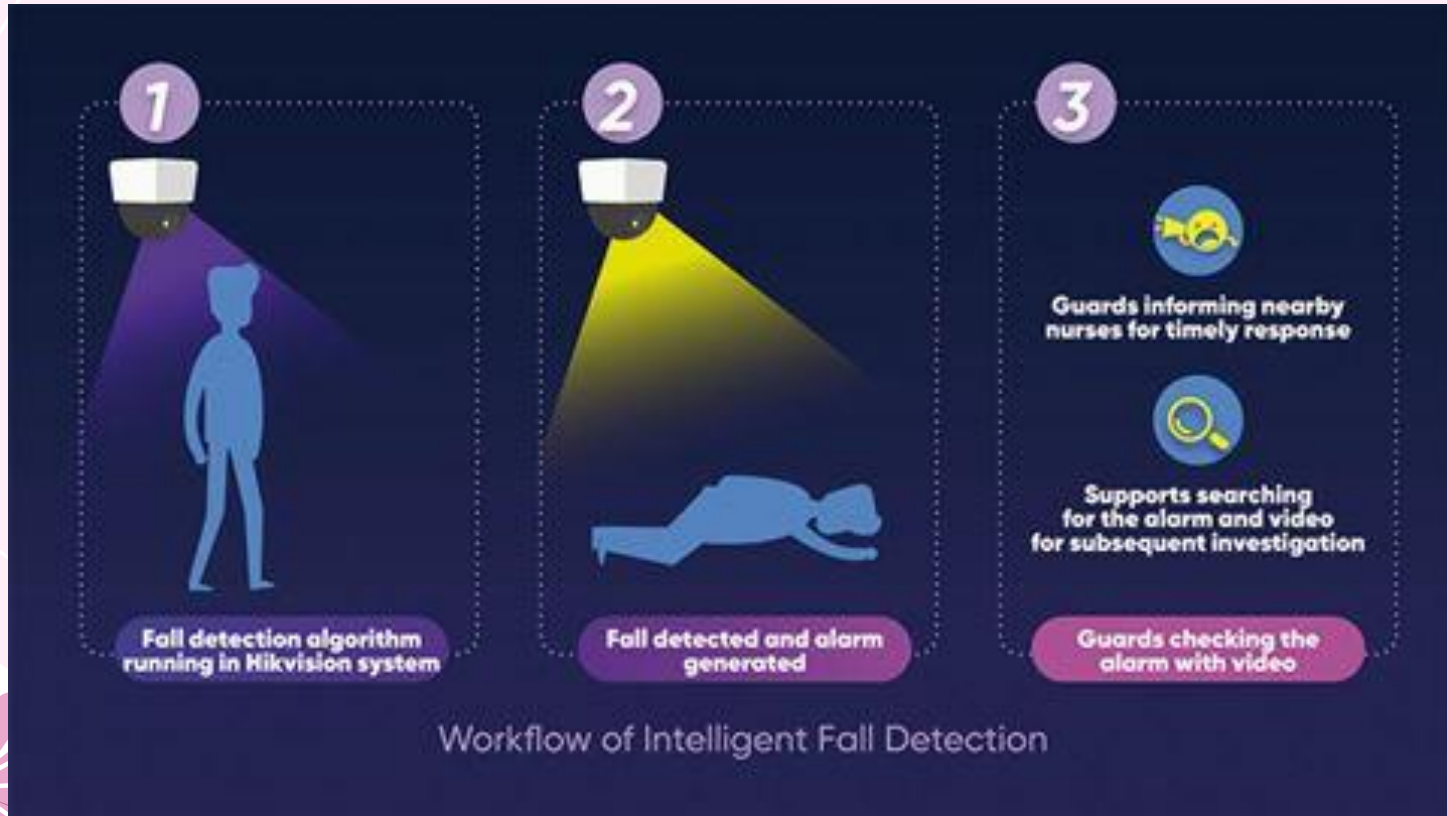 1
Fall detection algorithm
running in Hikvision system
2
Fall detected and alarm
generated
3
Guards informing nearby
nurses for timely response
Supports searching
for the alarm and video
for subsequent investigation
Guards checking the
alarm with video
Workflow of Intelligent Fall Detection